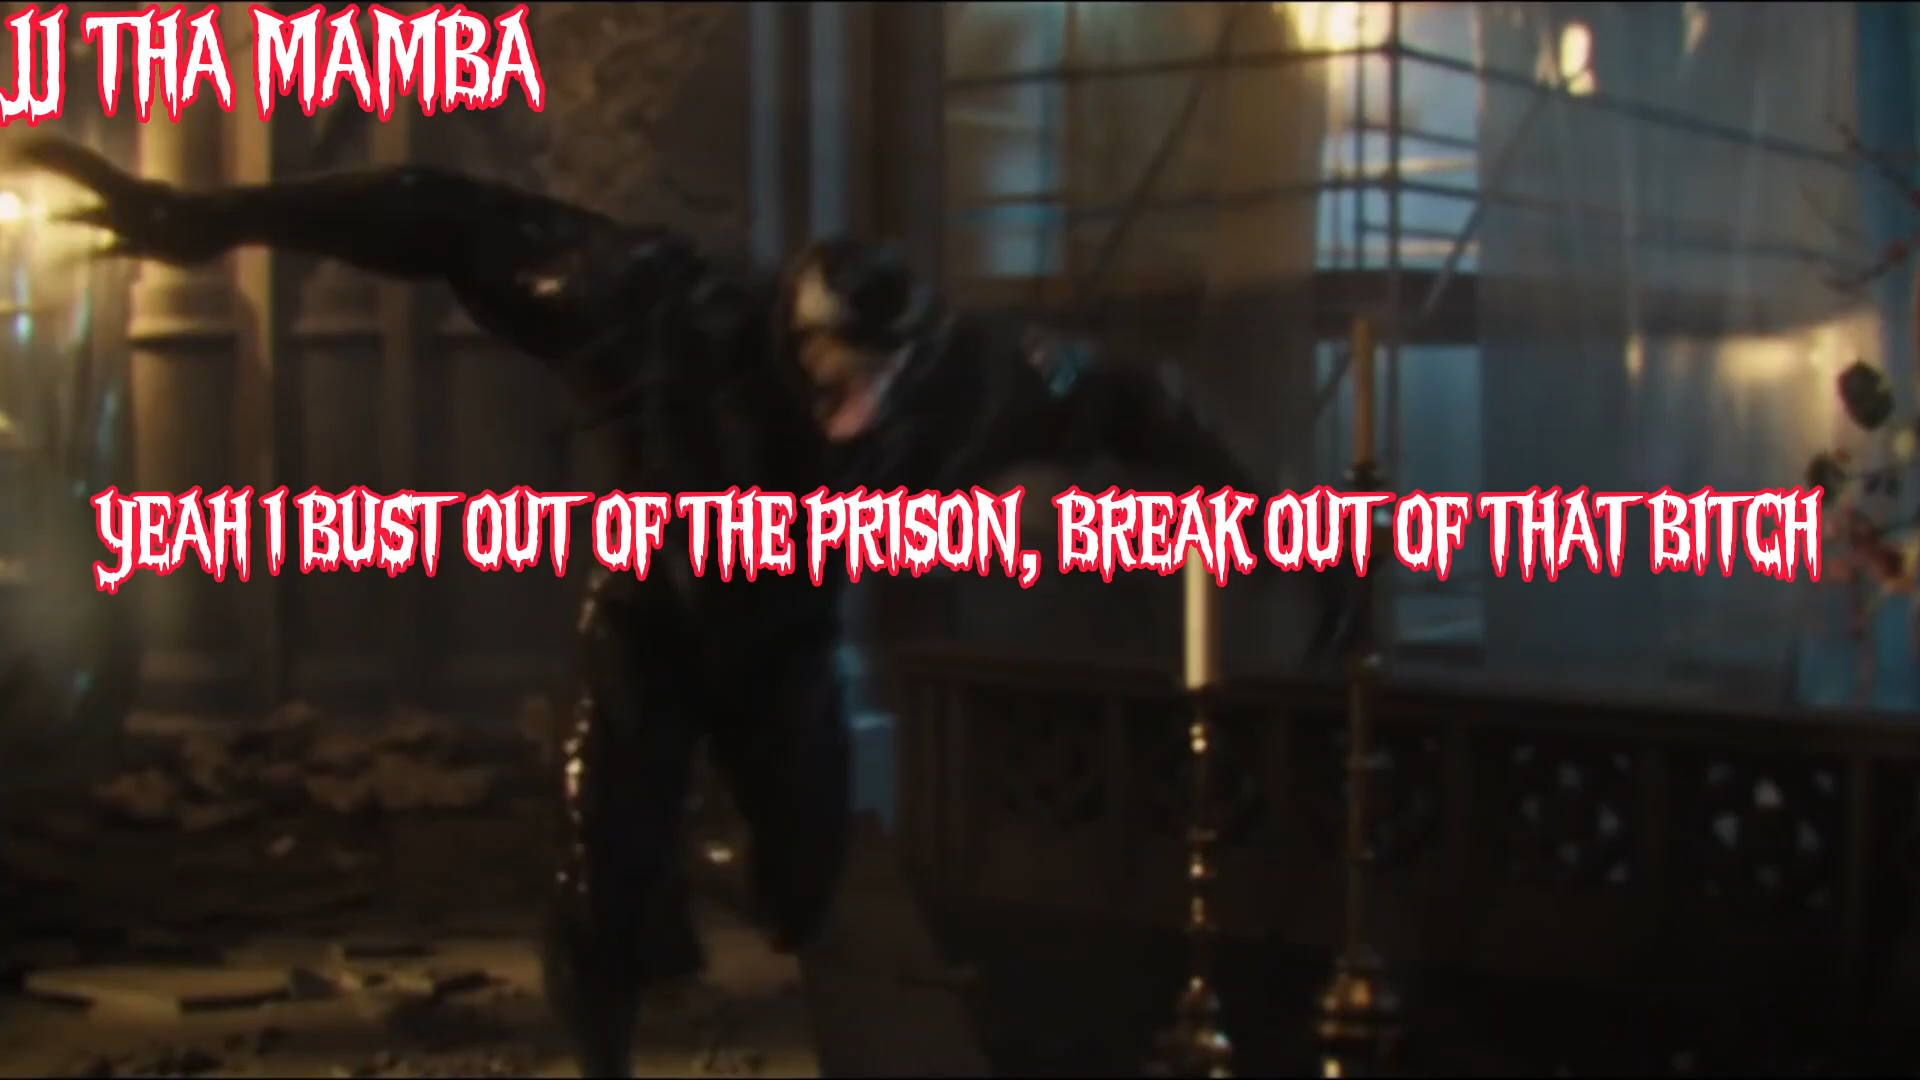 JJ THA MAMBA
YEAH I BUST OUT OF THE PRISON, BREAK OUT OF THAT BITCH